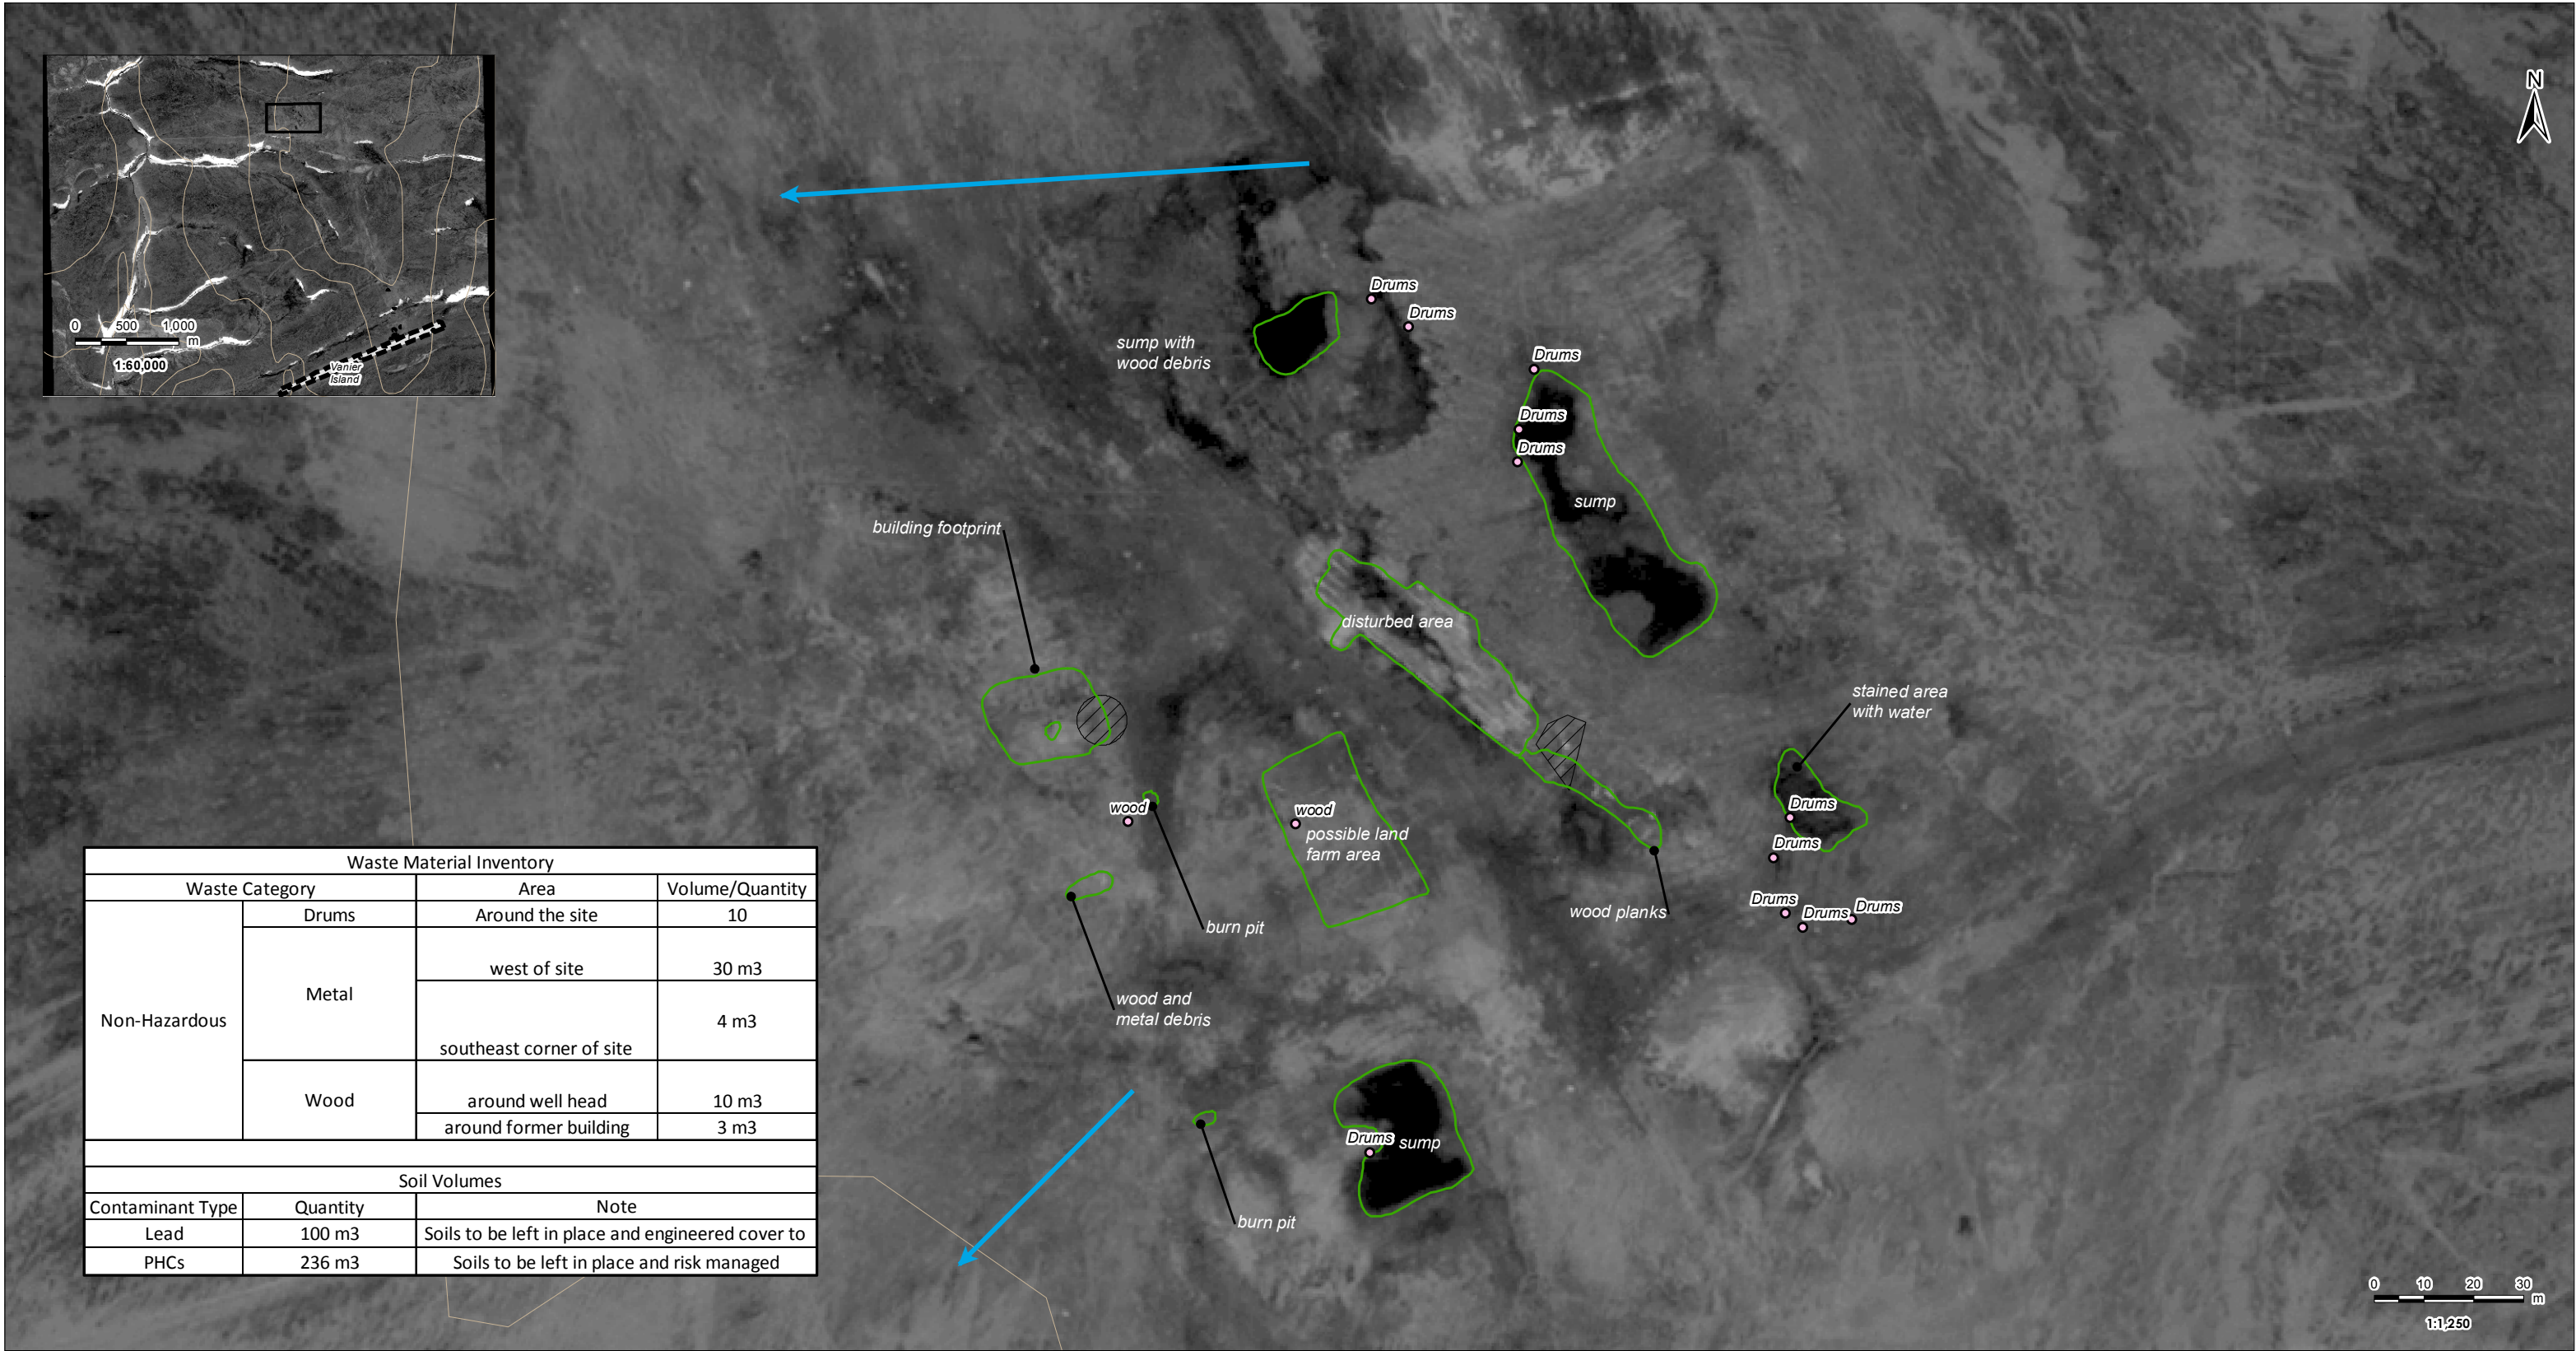 N
0 500 1,000
m
1:60,000
Vanier
Island
Drums
Drums
sump with
wood debris
Drums
Drums
Drums
sump
building footprint
disturbed area
stained area
with water
wood
wood
possible land
farm area
Drums
Drums
Drums
Drums
Drums
wood planks
burn pit
wood and
metal debris
Drums
sump
burn pit
Waste Material Inventory
Waste Category Area Volume/Quantity
Non-Hazardous
Drums Around the site 10
Metal
west of site 30 m3
southeast corner of site 4 m3
Wood
around well head 10 m3
around former building 3 m3
Soil Volumes
Contaminant Type Quantity Note
Lead 100 m3 Soils to be left in place and engineered cover to
PHCs 236 m3 Soils to be left in place and risk managed
0 10 20 30
m
1:1,250